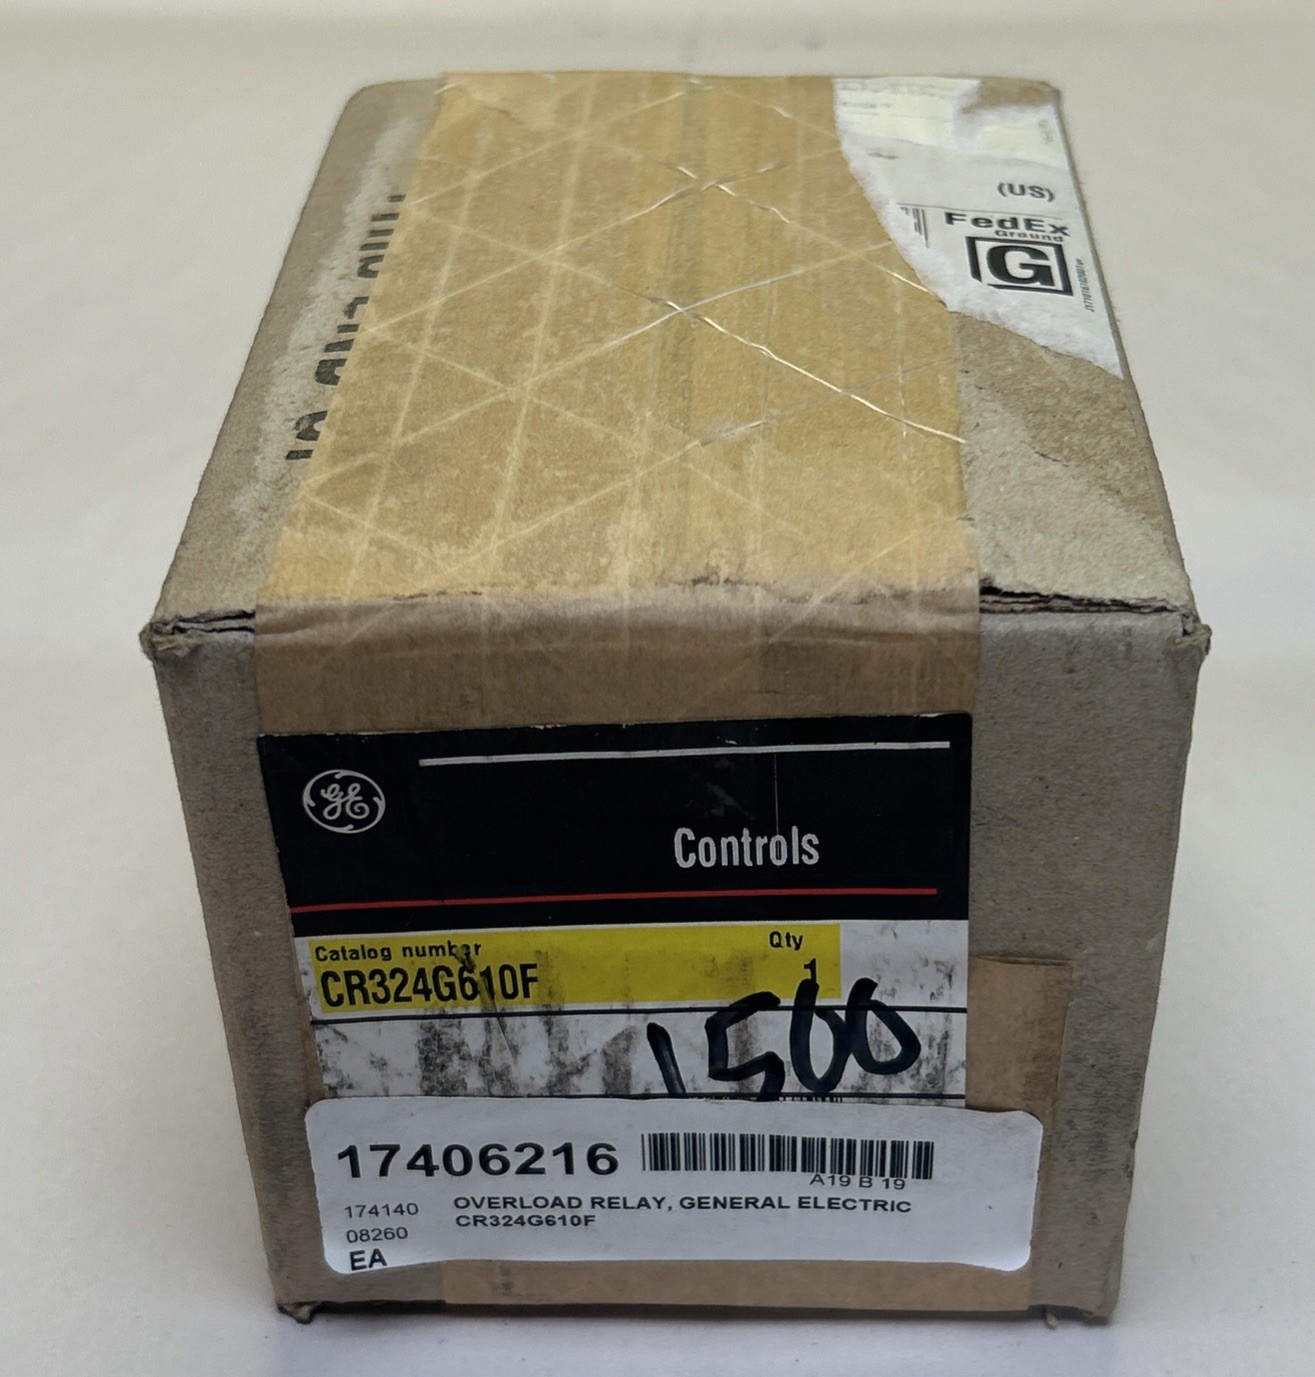 (US)
FedEx
Ground
G
GE
Controls
Catalog number
Qty
CR324G610F
1
1500
17406216
A19 B 19
174140
OVERLOAD RELAY, GENERAL ELECTRIC
08260
CR324G610F
EA